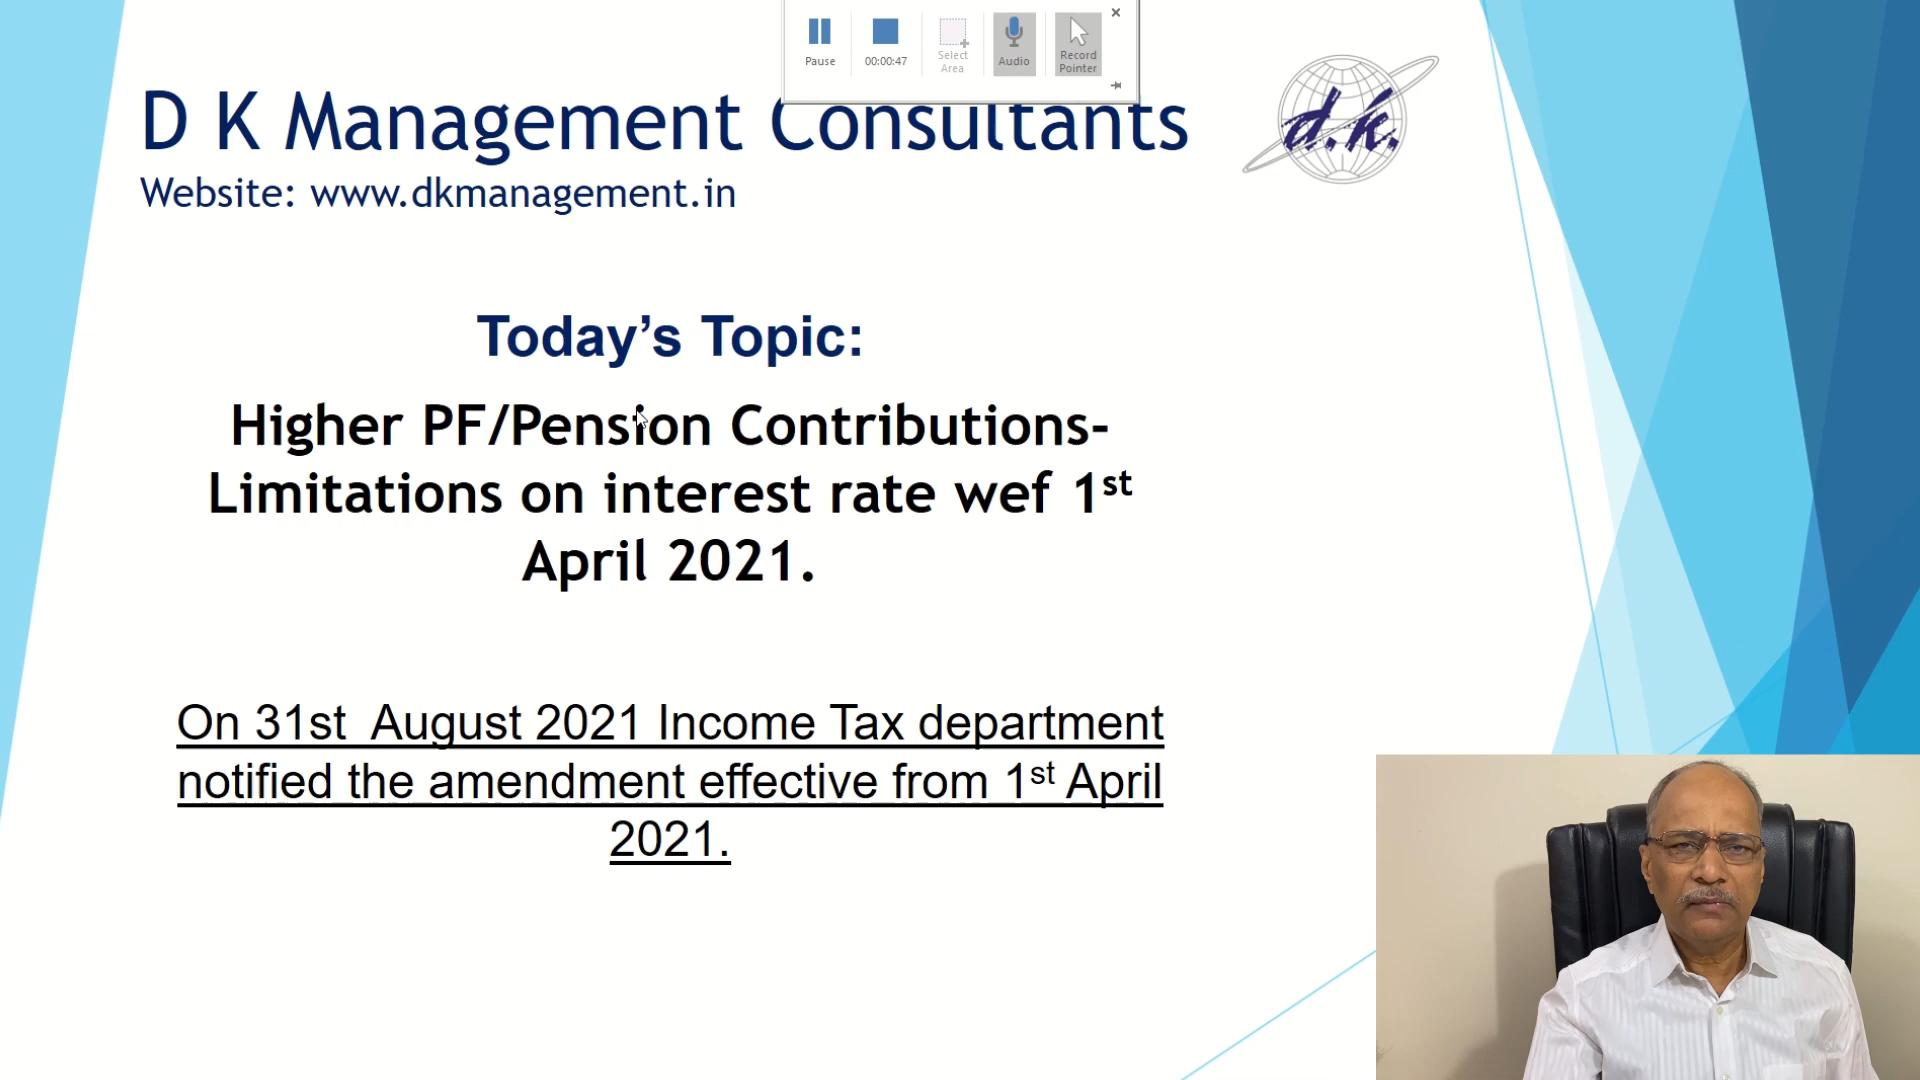 Pause
00:00:47
Select
Area
Audio
Record
Pointer
D K Management Consultants
d.k.
Website: www.dkmanagement.in
Today’s Topic:
Higher PF/Pension Contributions-
Limitations on interest rate wef 1st
April 2021.
On 31st  August 2021 Income Tax department
notified the amendment effective from 1st April
2021.